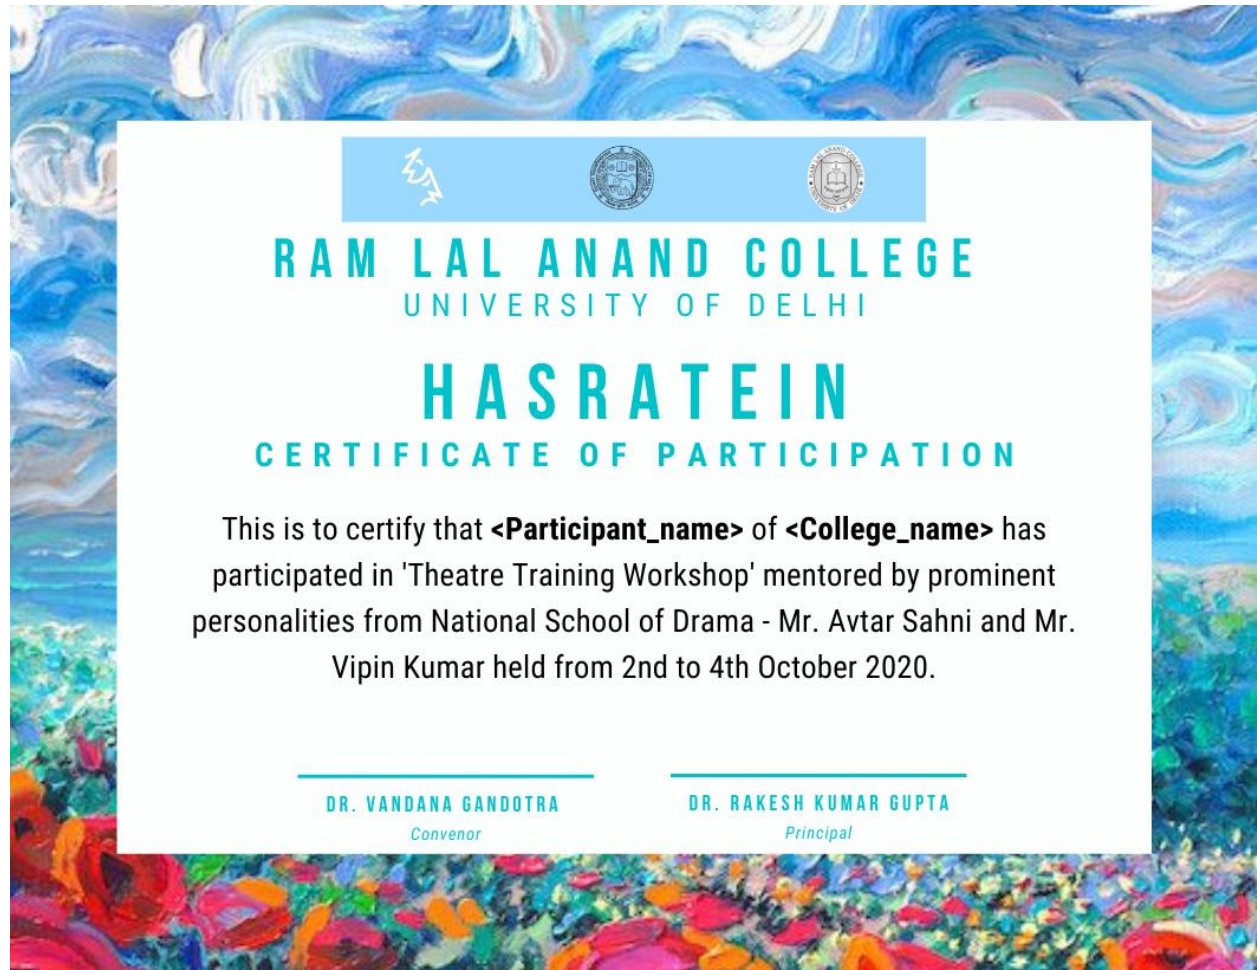 RAM LAL ANAND COLLEGE
UNIVERSITY OF DELHI
HASRATEIN
CERTIFICATE OF PARTICIPATION
This is to certify that <Participant_name> of <College_name> has
participated in 'Theatre Training Workshop' mentored by prominent
personalities from National School of Drama - Mr. Avtar Sahni and Mr.
Vipin Kumar held from 2nd to 4th October 2020.
DR. VANDANA GANDOTRA
Convenor
DR. RAKESH KUMAR GUPTA
Principal